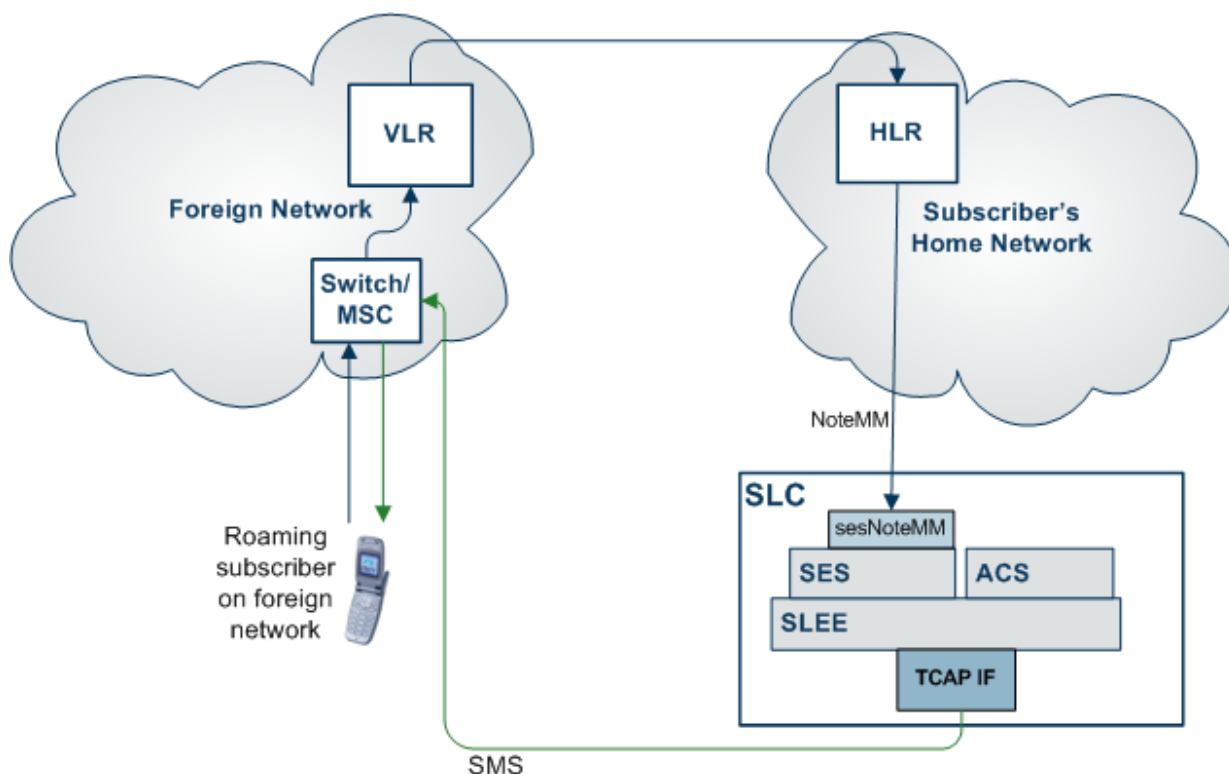 VLR
HLR
Foreign Network
Subscriber's
Home Network
Switch/
MSC
NoteMM
SLC
sesNoteMM
Roaming
subscriber
on foreign
network
SES
ACS
SLEE
TCAP IF
SMS